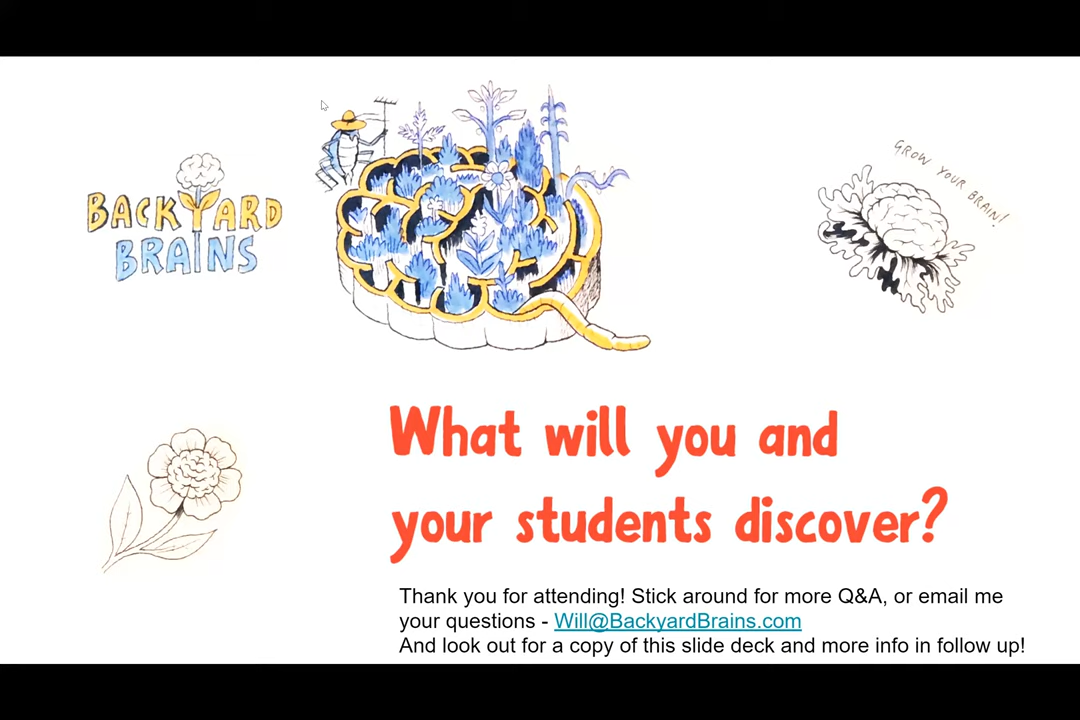 BACKYARD
BRAINS
GROW YOUR BRAIN!
What will you and
your students discover?
Thank you for attending! Stick around for more Q&A, or email me
your questions - Will@BackyardBrains.com
And look out for a copy of this slide deck and more info in follow up!